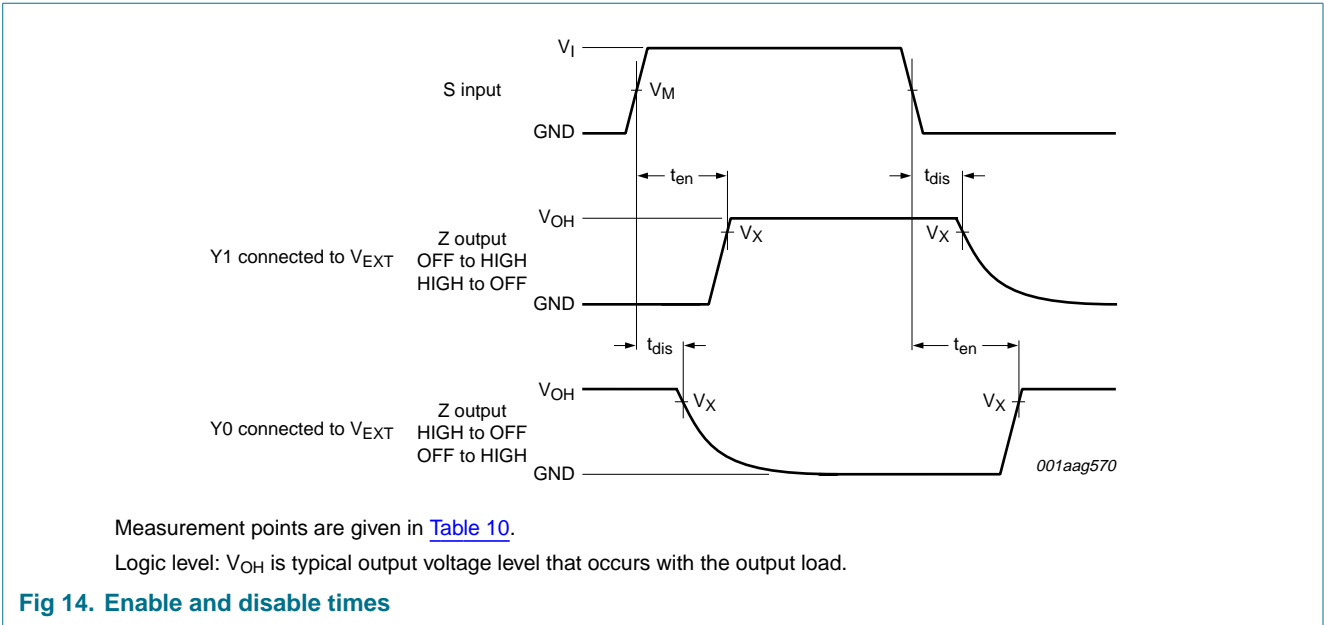 V_I
S input
V_M
GND
t_en
t_dis
V_OH
Z output
V_X
V_X
Y1 connected to V_EXT
OFF to HIGH
HIGH to OFF
GND
t_dis
t_en
V_OH
Z output
V_X
V_X
Y0 connected to V_EXT
HIGH to OFF
OFF to HIGH
GND
001aag570
Measurement points are given in Table 10.
Logic level: V_OH is typical output voltage level that occurs with the output load.
Fig 14. Enable and disable times